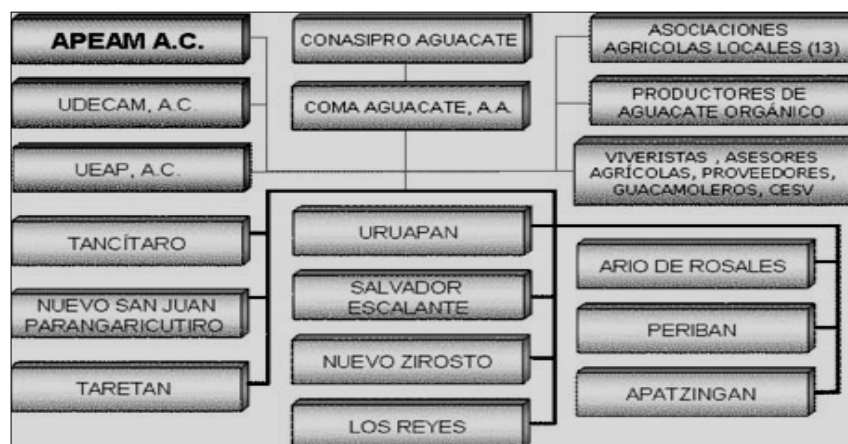 APEAM A.C.
UDECAM, A.C.
UEAP, A.C.
CONASIPRO AGUACATE
COMA AGUACATE, A.A.
ASOCIACIONES
AGRICOLAS LOCALES (13)
PRODUCTORES DE
AGUACATE ORGÁNICO
VIVERISTAS , ASESORES
AGRÍCOLAS, PROVEEDORES,
GUACAMOLEROS, CESV
TANCÍTARO
NUEVO SAN JUAN
PARANGARICUTIRO
TARETAN
URUAPAN
SALVADOR
ESCALANTE
NUEVO ZIROSTO
LOS REYES
ARIO DE ROSALES
PERIBAN
APATZINGAN